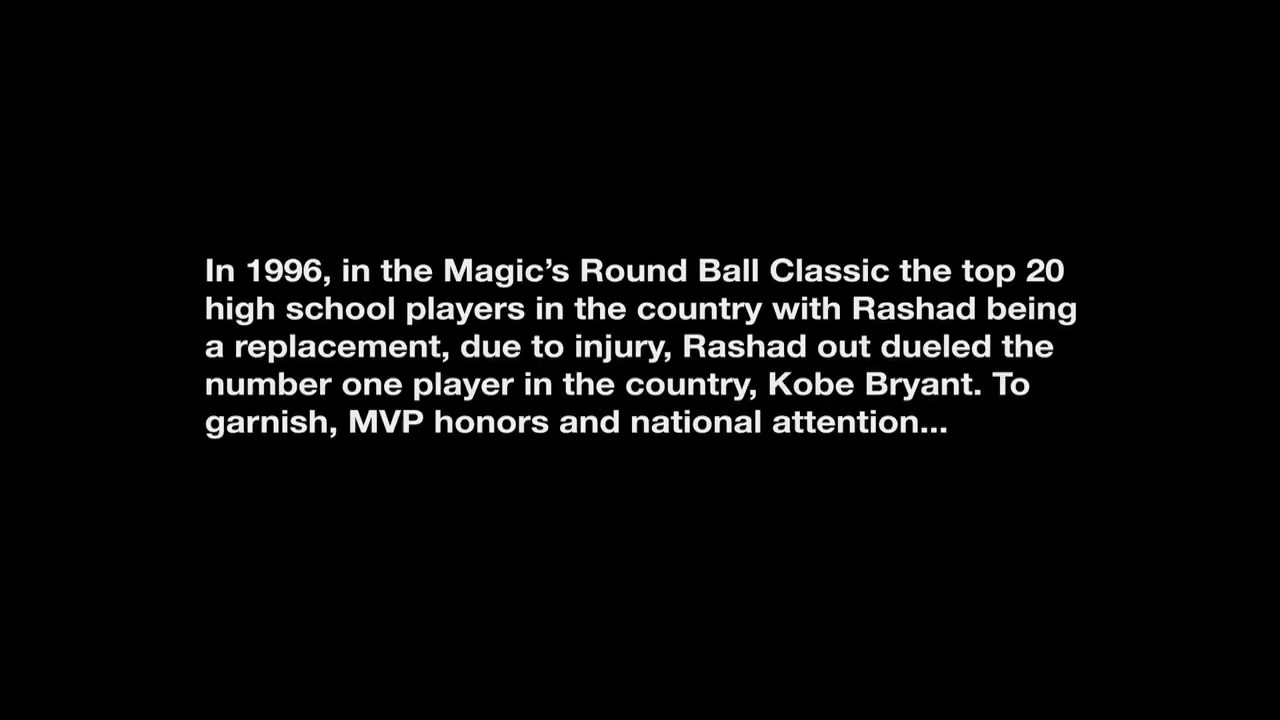 In 1996, in the Magic’s Round Ball Classic the top 20
high school players in the country with Rashad being
a replacement, due to injury, Rashad out dueled the
number one player in the country, Kobe Bryant. To
garnish, MVP honors and national attention...